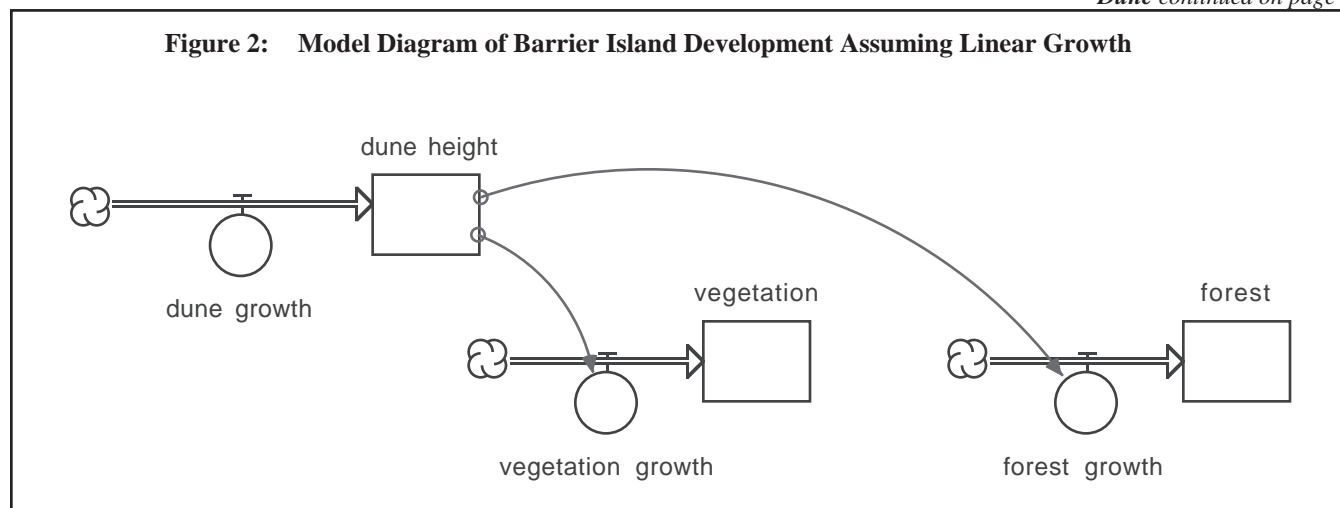 Dune continued on page
Figure 2: Model Diagram of Barrier Island Development Assuming Linear Growth
dune height
dune growth
vegetation
forest
vegetation growth
forest growth